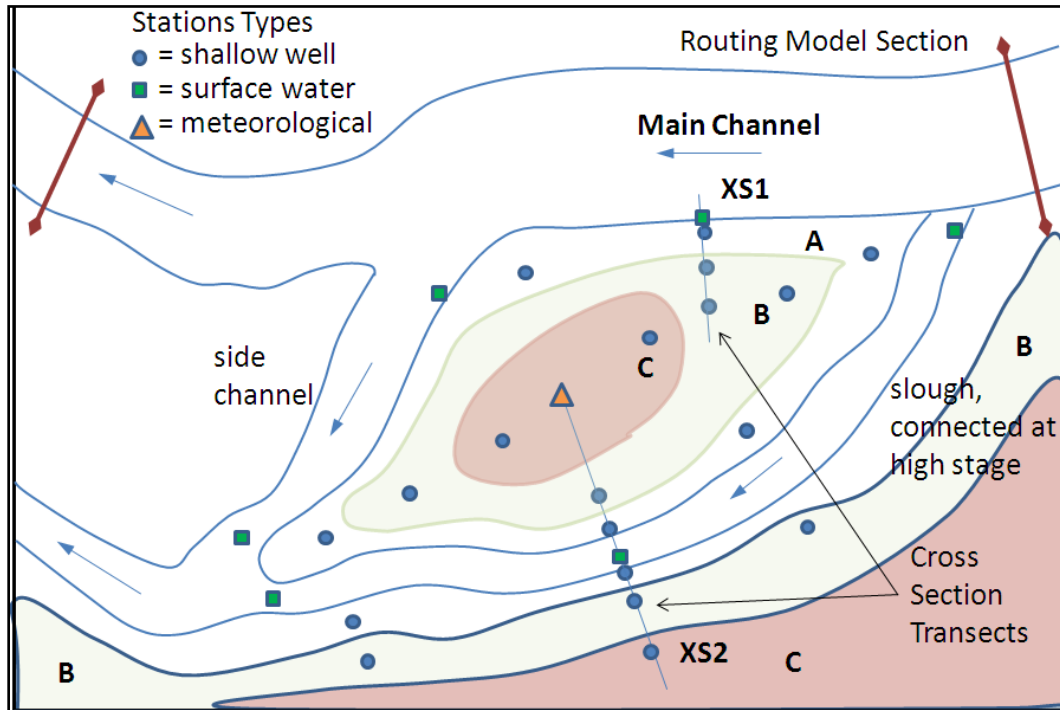 Stations Types
= shallow well
= surface water
= meteorological
Routing Model Section
Main Channel
XS1
A
B
C
side
channel
B
slough,
connected at
high stage
Cross
Section
Transects
XS2
C
B